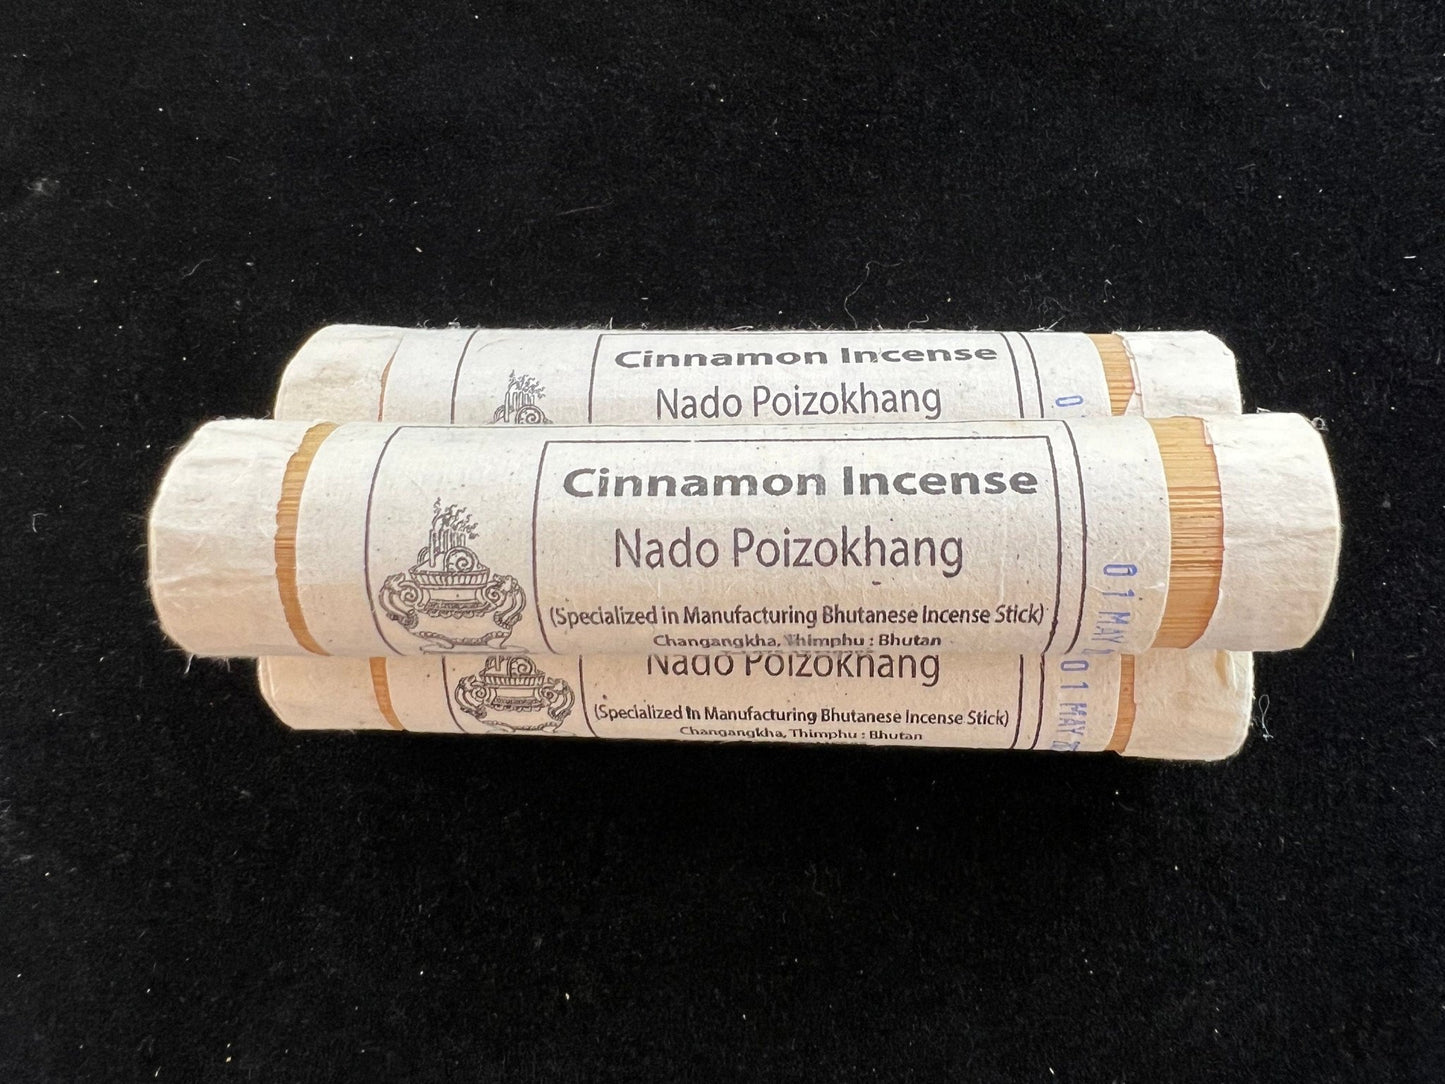 Cinnamon Incense
Nado Poizokhang
0
Cinnamon Incense
Nado Poizokhang
(Specialized in Manufacturing Bhutanese Incense Stick)
Changangkha, Thimphu : Bhutan
01 MAY
Nado Poizokhang
(Specialized in Manufacturing Bhutanese Incense Stick)
Changangkha, Thimphu : Bhutan
01 MAY